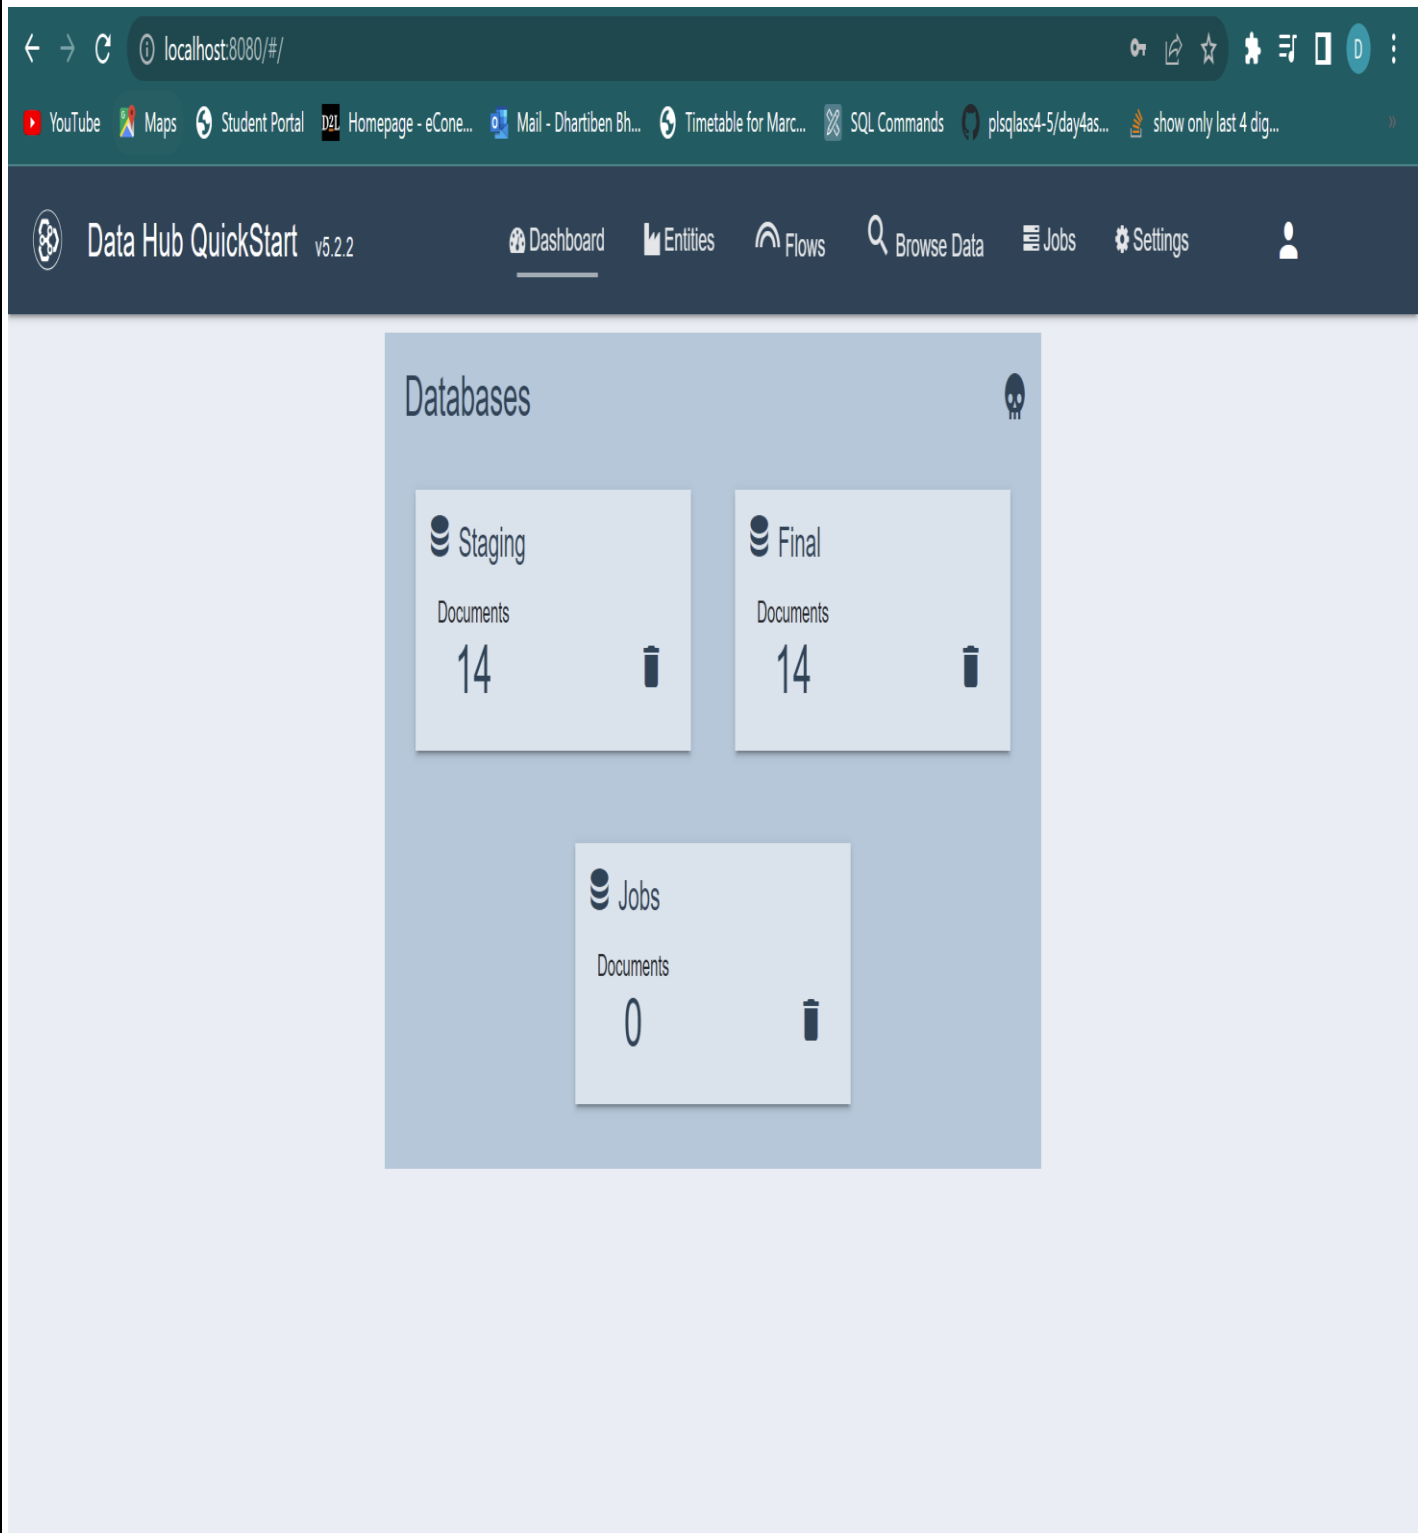 localhost:8080/#/
D
YouTube Maps Student Portal D2L Homepage - eCone... Mail - Dhartiben Bh... Timetable for Marc... SQL Commands plsqlass4-5/day4as... show only last 4 dig... »
Data Hub QuickStart v5.2.2 Dashboard Entities Flows Browse Data Jobs Settings
Databases
Staging
Documents
14
Final
Documents
14
Jobs
Documents
0